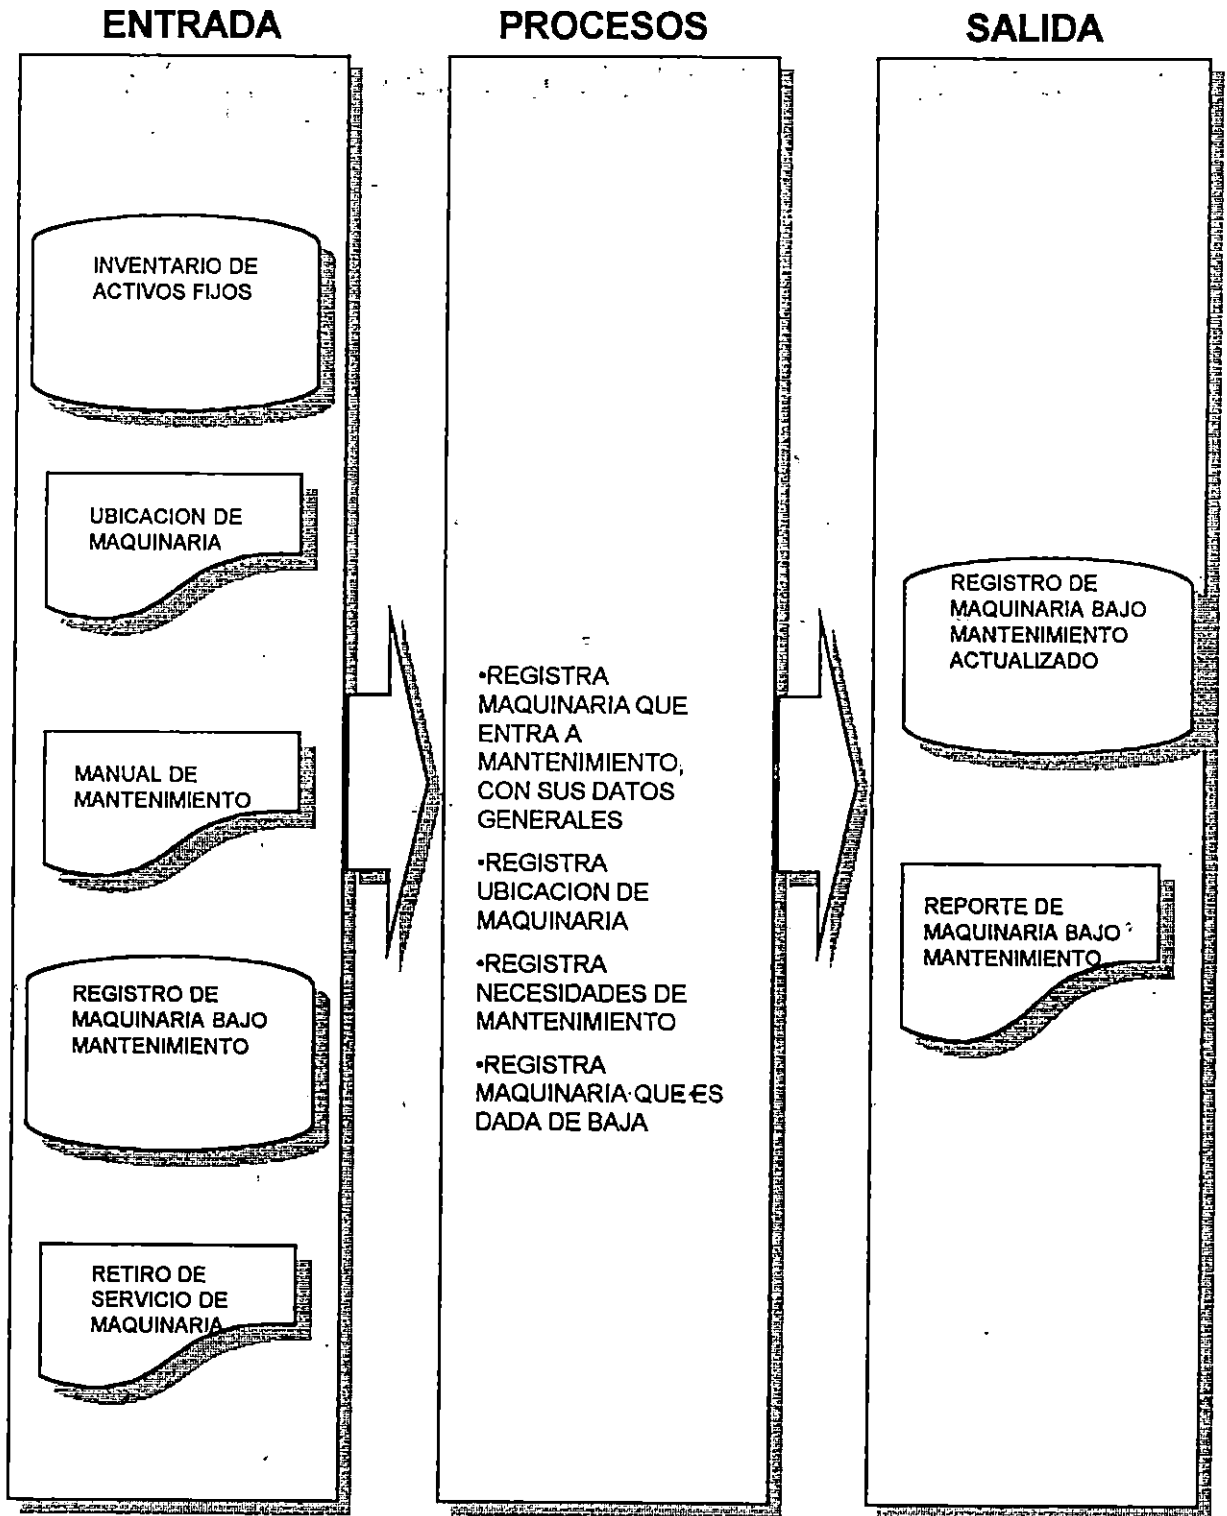 ENTRADA
PROCESOS
SALIDA
INVENTARIO DE
ACTIVOS FIJOS
UBICACION DE
MAQUINARIA
MANUAL DE
MANTENIMIENTO
REGISTRO DE
MAQUINARIA BAJO
MANTENIMIENTO
RETIRO DE
SERVICIO DE
MAQUINARIA
•REGISTRA
MAQUINARIA QUE
ENTRA A
MANTENIMIENTO,
CON SUS DATOS
GENERALES
•REGISTRA
UBICACION DE
MAQUINARIA
•REGISTRA
NECESIDADES DE
MANTENIMIENTO
•REGISTRA
MAQUINARIA QUE ES
DADA DE BAJA
REGISTRO DE
MAQUINARIA BAJO
MANTENIMIENTO
ACTUALIZADO
REPORTE DE
MAQUINARIA BAJO
MANTENIMIENTO